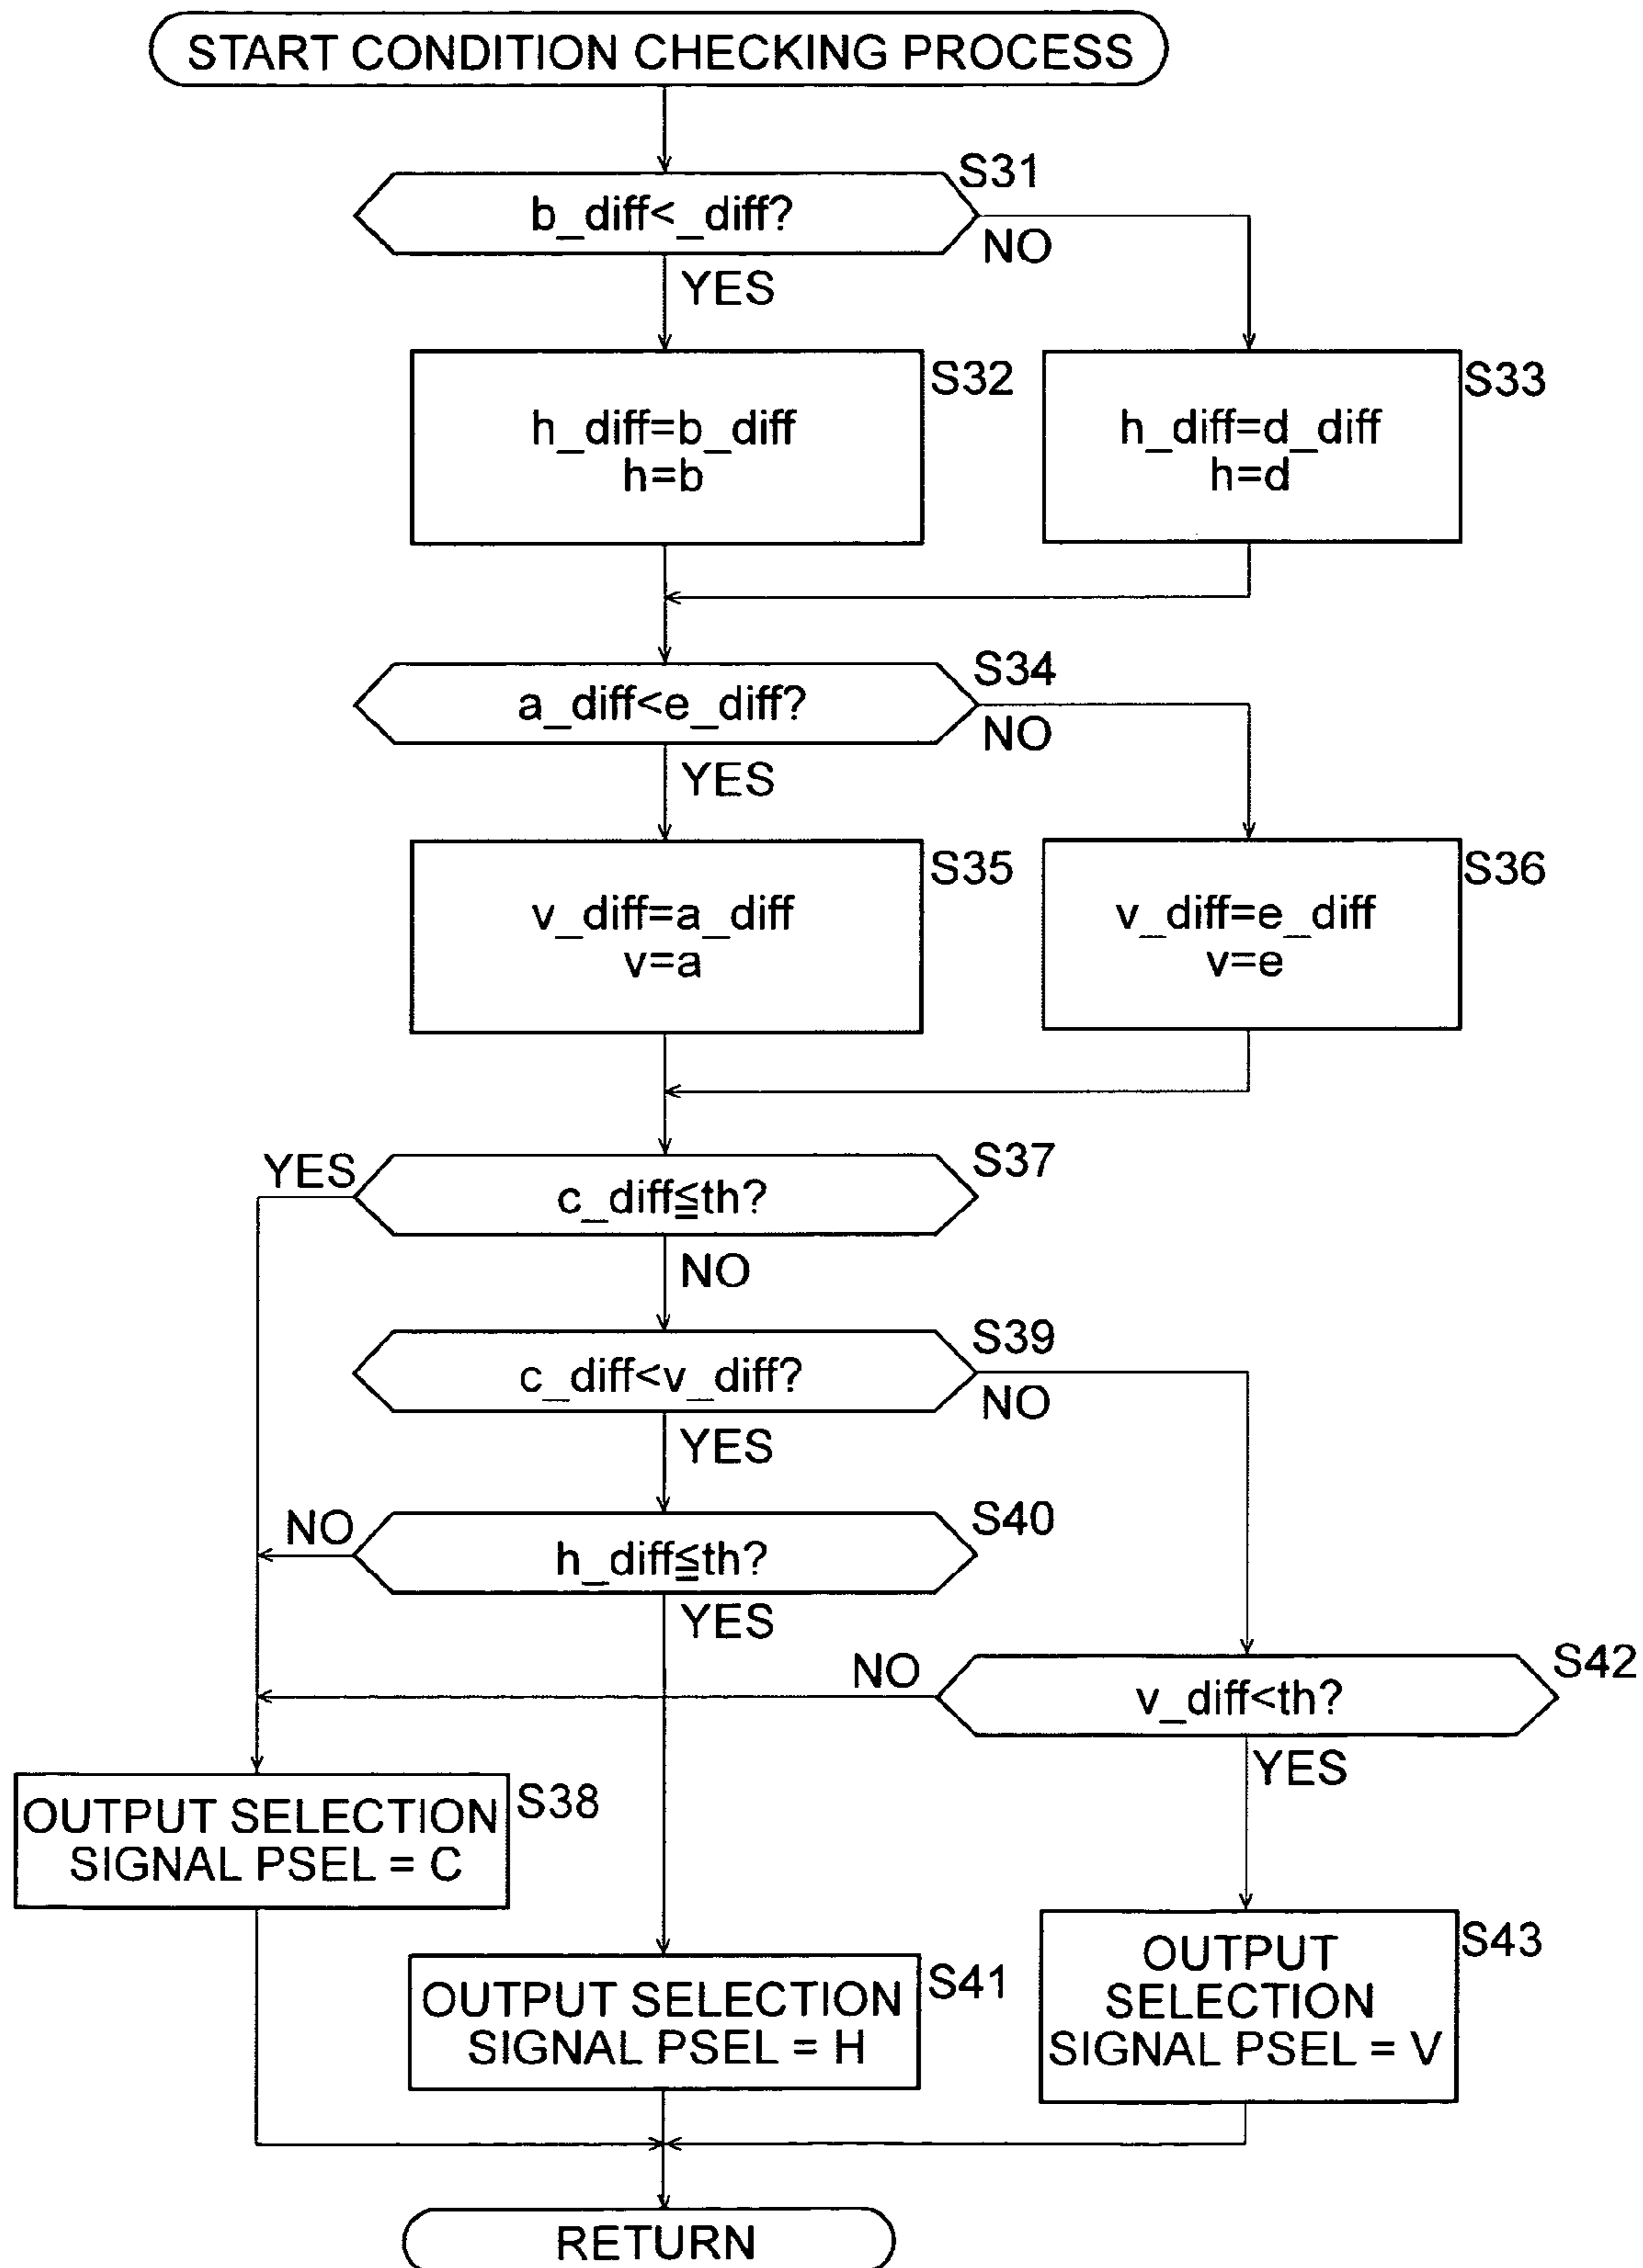 START CONDITION CHECKING PROCESS
S31
b_diff<_diff?
NO
YES
S32
h_diff=b_diff
h=b
S33
h_diff=d_diff
h=d
S34
a_diff<e_diff?
NO
YES
S35
v_diff=a_diff
v=a
S36
v_diff=e_diff
v=e
S37
YES
c_diff≦th?
NO
S39
c_diff<v_diff?
NO
YES
S40
NO
h_diff≦th?
YES
S42
NO
v_diff<th?
YES
S38
OUTPUT SELECTION
SIGNAL PSEL = C
S41
OUTPUT SELECTION
SIGNAL PSEL = H
S43
OUTPUT
SELECTION
SIGNAL PSEL = V
RETURN